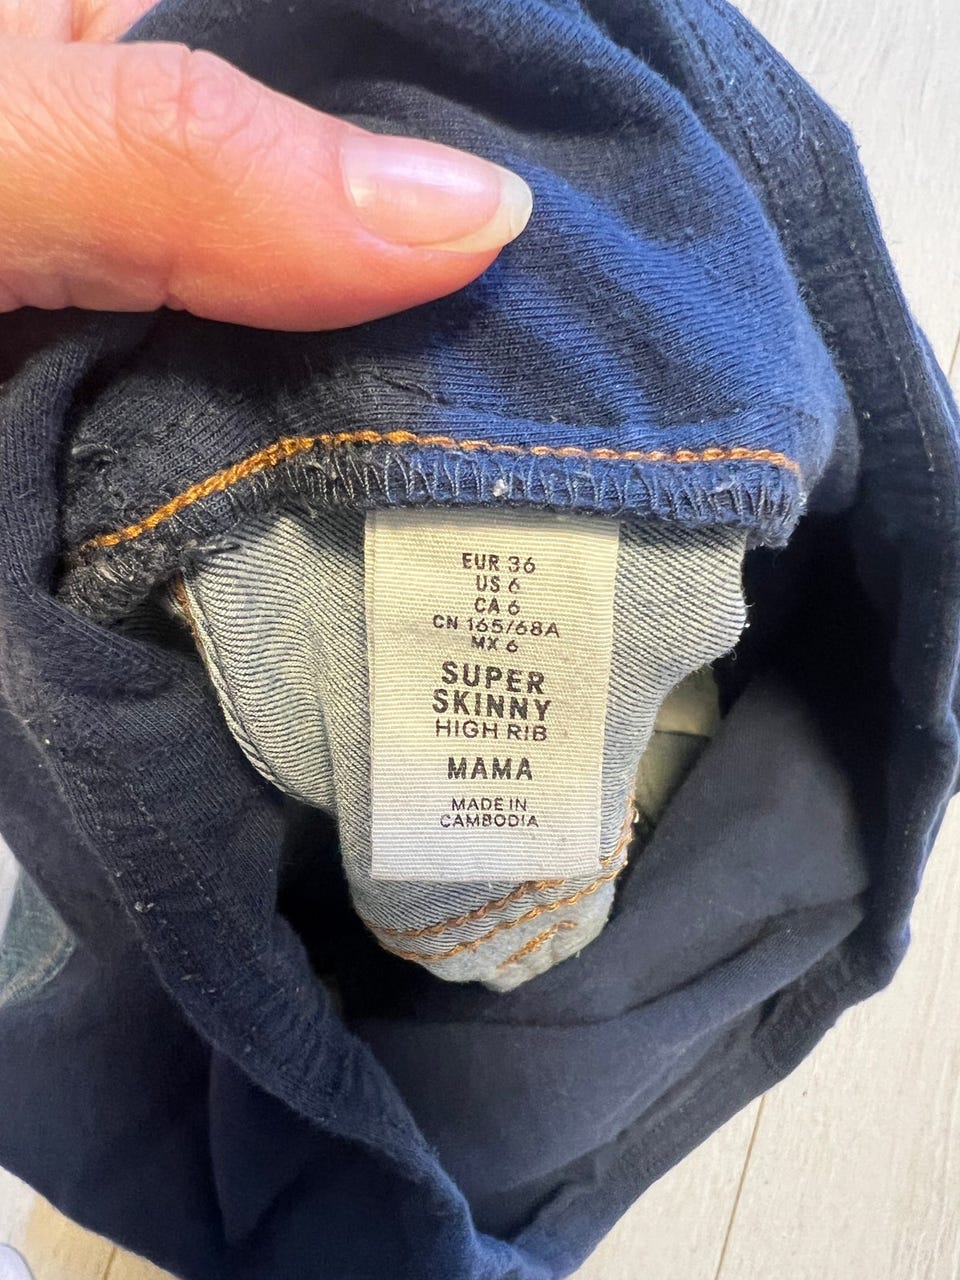 EUR 36
US 6
CA 6
CN 165/68A
MX 6
SUPER
SKINNY
HIGH RIB
MAMA
MADE IN
CAMBODIA